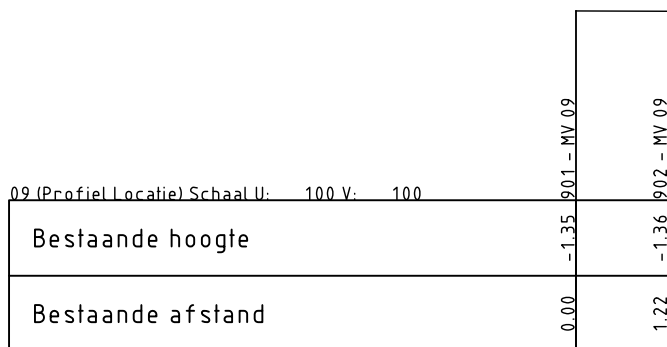 901 - MV 09
902 - MV 09
09 (Profiel Locatie) Schaal U: 100 V: 100
Bestaande hoogte -1.35 -1.36
Bestaande afstand 0.00 1.22